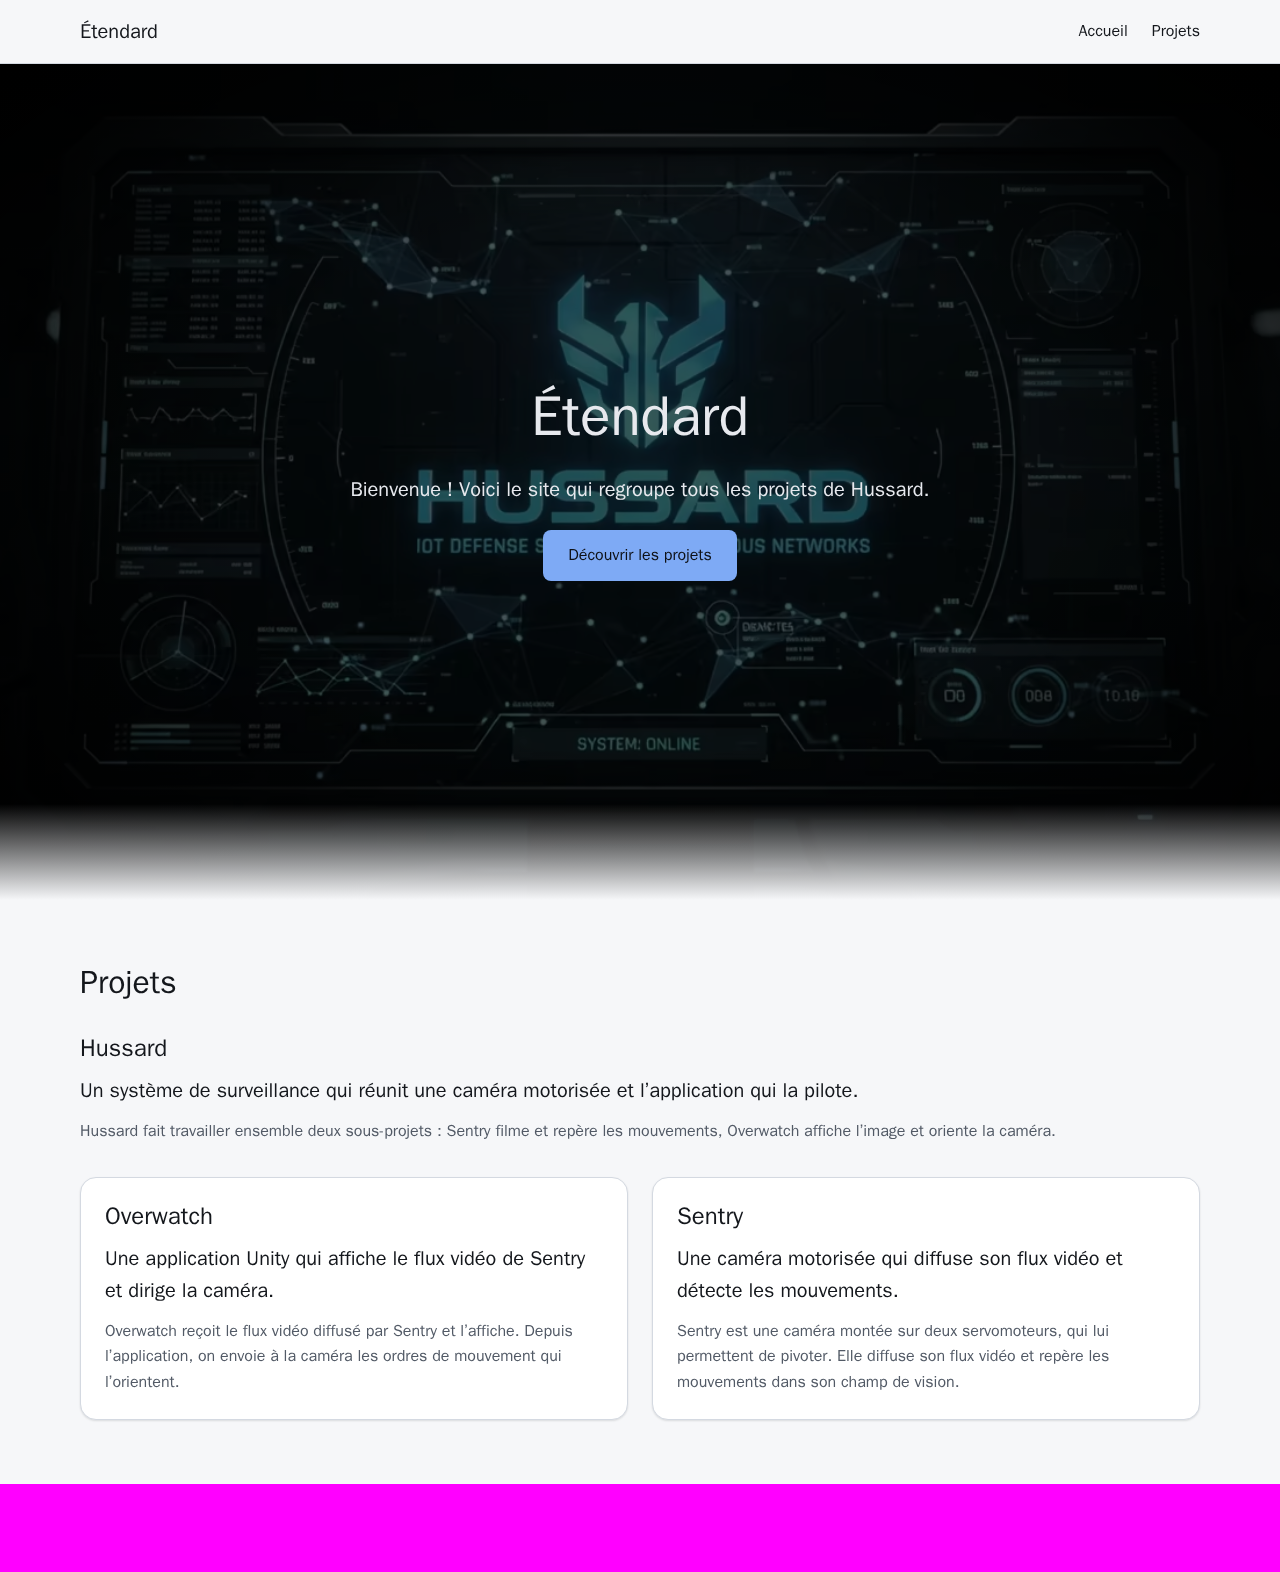 Étendard
Accueil
Projets
Étendard
HUSSARD
Bienvenue ! Voici le site qui regroupe tous les projets de Hussard.
IOT DEFENSE
NETWORKS
Découvrir les projets
SYSTEM: ONLINE
Projets
Hussard
Un système de surveillance qui réunit une caméra motorisée et l’application qui la pilote.
Hussard fait travailler ensemble deux sous-projets : Sentry filme et repère les mouvements, Overwatch affiche l’image et oriente la caméra.
Overwatch
Une application Unity qui affiche le flux vidéo de Sentry
et dirige la caméra.
Overwatch reçoit le flux vidéo diffusé par Sentry et l’affiche. Depuis
l’application, on envoie à la caméra les ordres de mouvement qui
l’orientent.
Sentry
Une caméra motorisée qui diffuse son flux vidéo et
détecte les mouvements.
Sentry est une caméra montée sur deux servomoteurs, qui lui
permettent de pivoter. Elle diffuse son flux vidéo et repère les
mouvements dans son champ de vision.